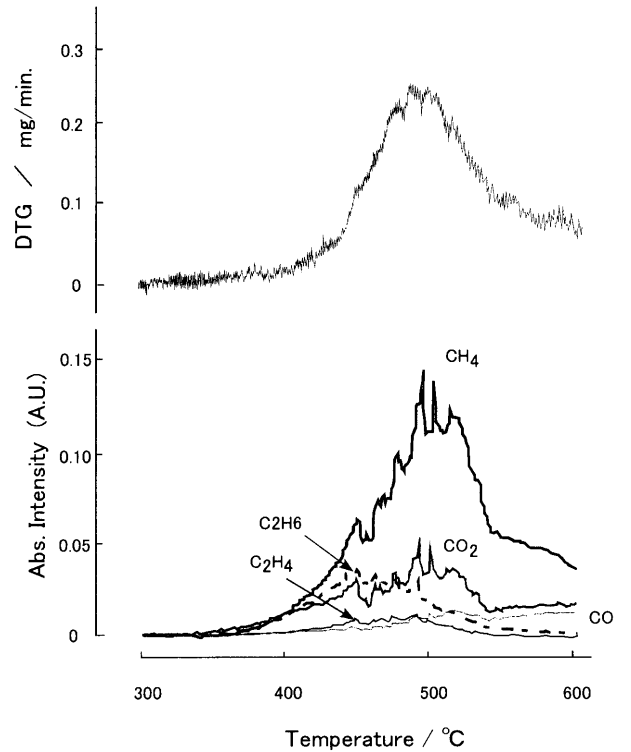 0.3
0.2
0.1
0
DTG / mg/min.
0.15
0.10
0.05
0
Abs. Intensity (A.U.)
CH4
C2H6
C2H4
CO2
CO
300
400
500
600
Temperature / °C